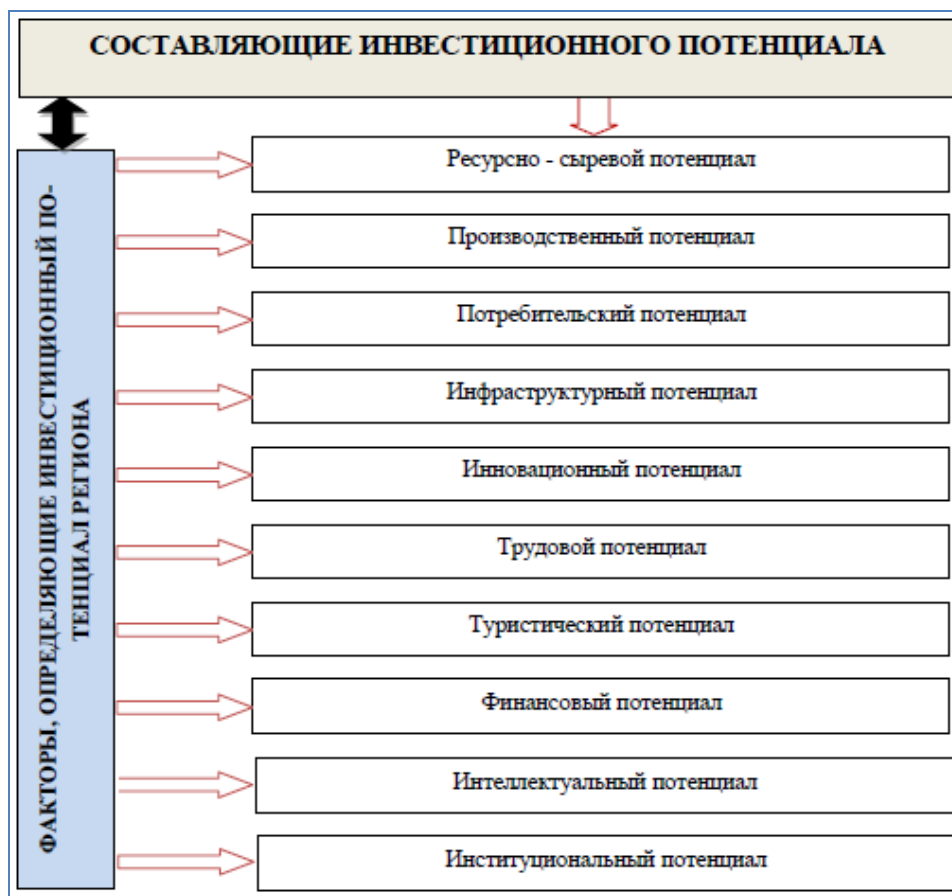 СОСТАВЛЯЮЩИЕ ИНВЕСТИЦИОННОГО ПОТЕНЦИАЛА
ФАКТОРЫ, ОПРЕДЕЛЯЮЩИЕ ИНВЕСТИЦИОННЫЙ ПО-
ТЕНЦИАЛ РЕГИОНА
Ресурсно - сыревой потенциал
Производственный потенциал
Потребительский потенциал
Инфраструктурный потенциал
Инновационный потенциал
Трудовой потенциал
Туристический потенциал
Финансовый потенциал
Интеллектуальный потенциал
Институциональный потенциал